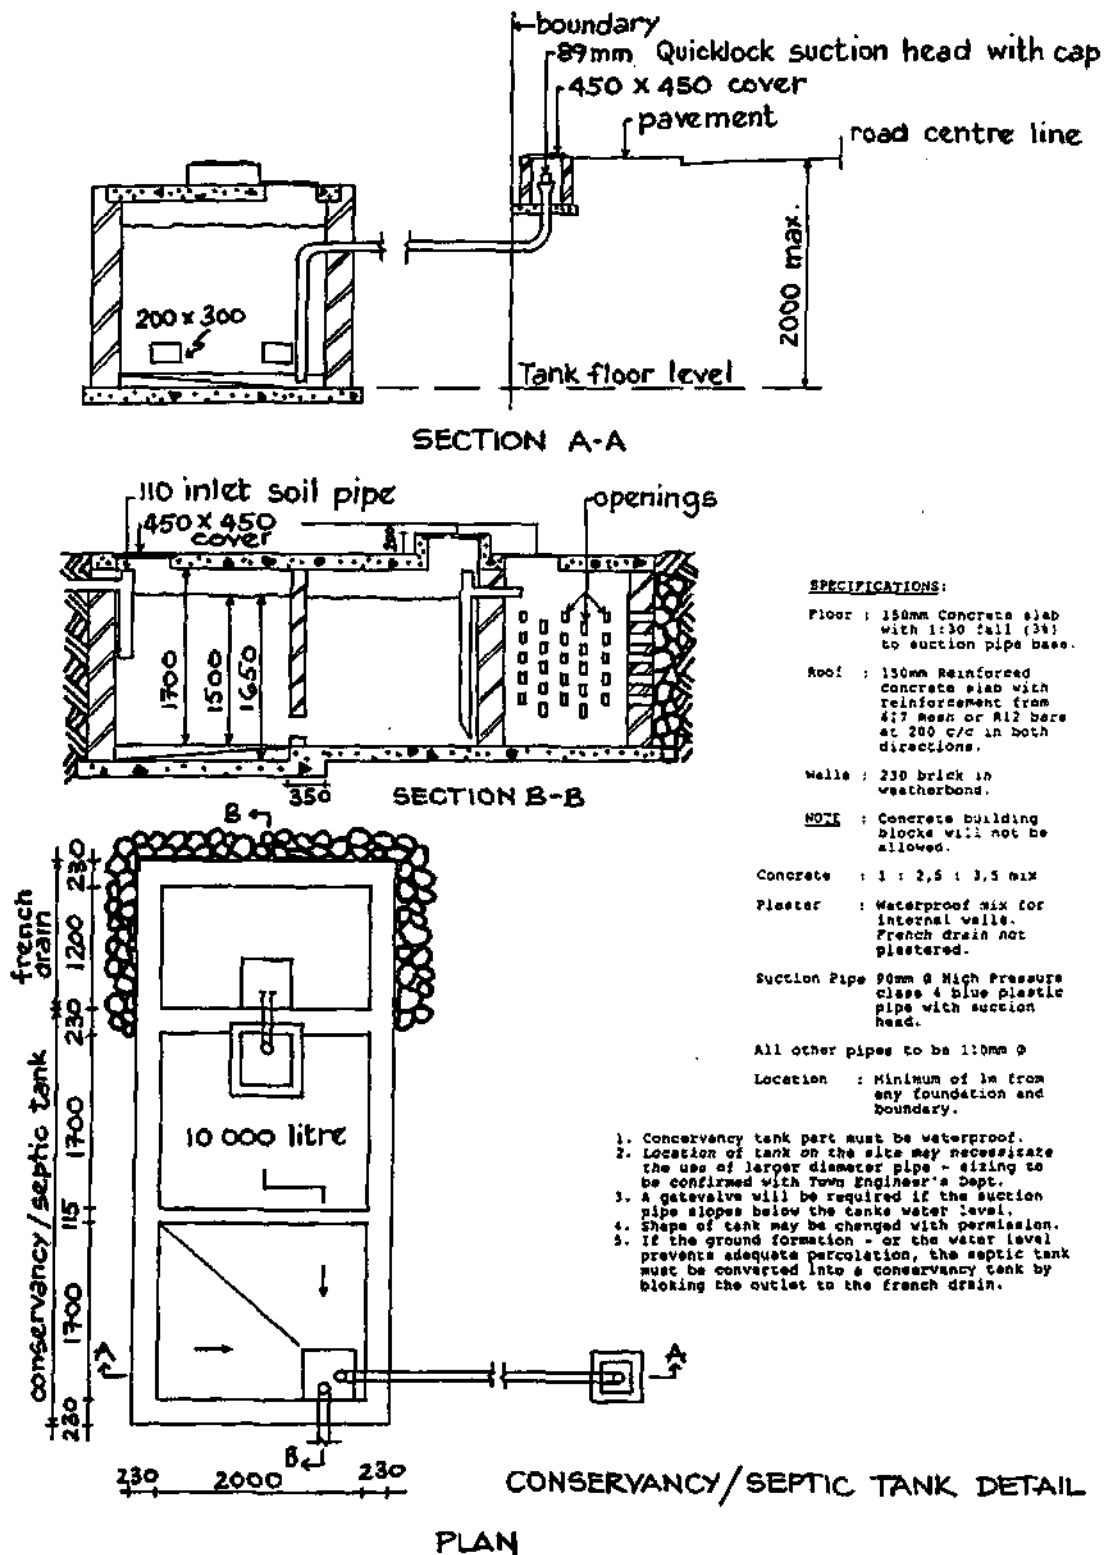 boundary
89mm Quicklock suction head with cap
450 x 450 cover
pavement
road centre line
2000 max.
200 x 300
Tank floor level
SECTION A-A
110 inlet soil pipe
450 x 450
cover
openings
1700
1500
1650
350
SECTION B-B
SPECIFICATIONS:
Floor : 150mm Concrete slab
with 1:30 fall (3%)
to suction pipe base.
Roof : 150mm Reinforced
concrete slab with
reinforcement from
617 mesh or R12 bars
at 200 c/c in both
directions.
Walls : 230 brick in
weatherbond.
NOTE : Concrete building
blocks will not be
allowed.
Concrete : 1 : 2,5 : 3,5 mix
Plaster : Waterproof mix for
internal walls.
French drain not
plastered.
Suction Pipe 90mm Ø High Pressure
class 4 blue plastic
pipe with suction
head.
All other pipes to be 110mm Ø
Location : Minimum of 1m from
any foundation and
boundary.
1. Concervancy tank part must be waterproof.
2. Location of tank on the site may necessitate
the use of larger diameter pipe - sizing to
be confirmed with Town Engineer's Dept.
3. A gatevalve will be required if the suction
pipe slopes below the tanks water level.
4. Shape of tank may be changed with permission.
5. If the ground formation - or the water level
prevents adequate percolation, the septic tank
must be converted into a conservancy tank by
bloking the outlet to the french drain.
B
230
french
drain
1200
230
conservancy/septic tank
1700
10 000 litre
115
1700
A
A
230
B
230
2000
230
CONSERVANCY/SEPTIC TANK DETAIL
PLAN